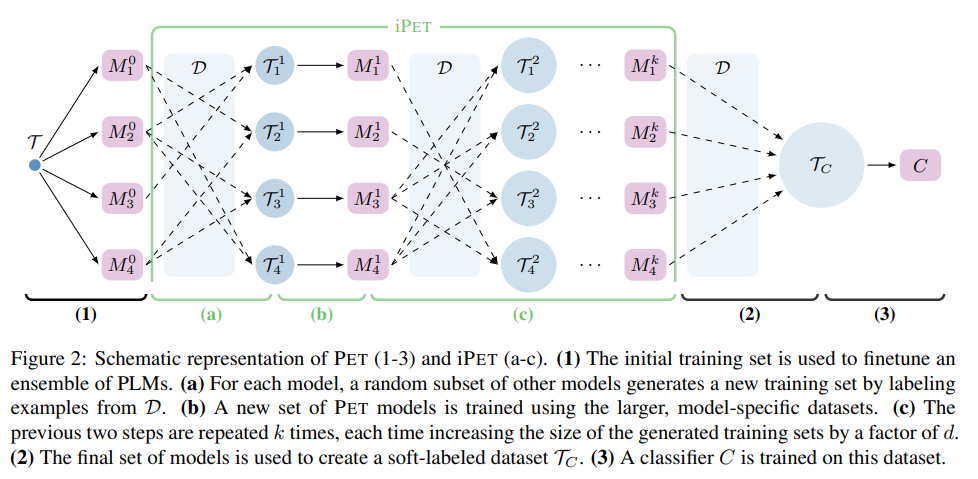 iPET
M₁⁰ D T₁¹ M₁¹ D T₁² ··· M₁ᵏ D
T M₂⁰ T₂¹ M₂¹ T₂² ··· M₂ᵏ
T_C C
M₃⁰ T₃¹ M₃¹ T₃² ··· M₃ᵏ
M₄⁰ T₄¹ M₄¹ T₄² ··· M₄ᵏ
(1) (a) (b) (c) (2) (3)
Figure 2: Schematic representation of PET (1-3) and iPET (a-c). (1) The initial training set is used to finetune an
ensemble of PLMs. (a) For each model, a random subset of other models generates a new training set by labeling
examples from D. (b) A new set of PET models is trained using the larger, model-specific datasets. (c) The
previous two steps are repeated k times, each time increasing the size of the generated training sets by a factor of d.
(2) The final set of models is used to create a soft-labeled dataset T_C. (3) A classifier C is trained on this dataset.